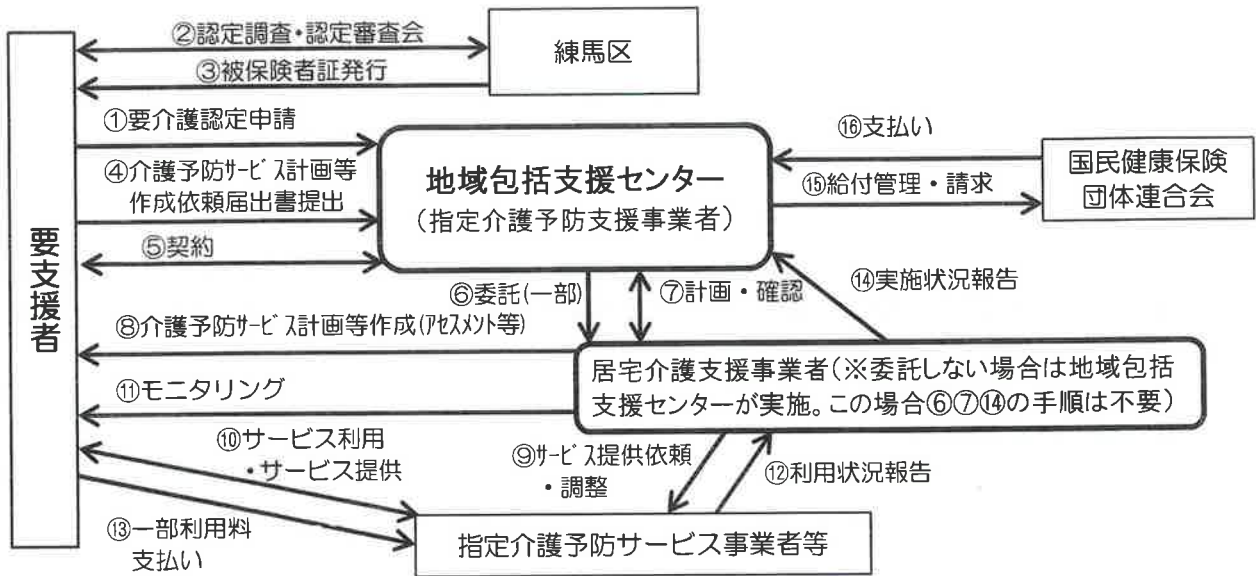 ②認定調査・認定審査会
練馬区
③被保険者証発行
①要介護認定申請
⑯支払い
④介護予防ｻｰﾋﾞｽ計画等
作成依頼届出書提出
地域包括支援センター
(指定介護予防支援事業者)
⑮給付管理・請求
国民健康保険
団体連合会
要支援者
⑤契約
⑥委託(一部)
⑦計画・確認
⑭実施状況報告
⑧介護予防ｻｰﾋﾞｽ計画等作成(ｱｾｽﾒﾝﾄ等)
居宅介護支援事業者(※委託しない場合は地域包括
支援センターが実施。この場合⑥⑦⑭の手順は不要)
⑪モニタリング
⑩サービス利用
・サービス提供
⑨ｻｰﾋﾞｽ提供依頼
・調整
⑫利用状況報告
⑬一部利用料
支払い
指定介護予防サービス事業者等